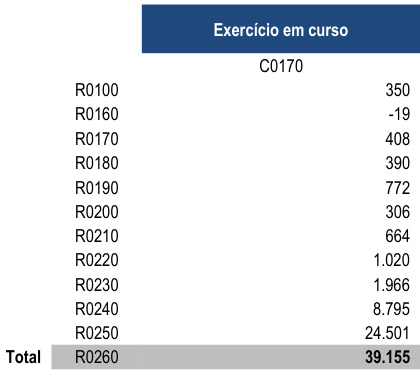 Exercício em curso
C0170
R0100 350
R0160 -19
R0170 408
R0180 390
R0190 772
R0200 306
R0210 664
R0220 1.020
R0230 1.966
R0240 8.795
R0250 24.501
Total R0260 39.155